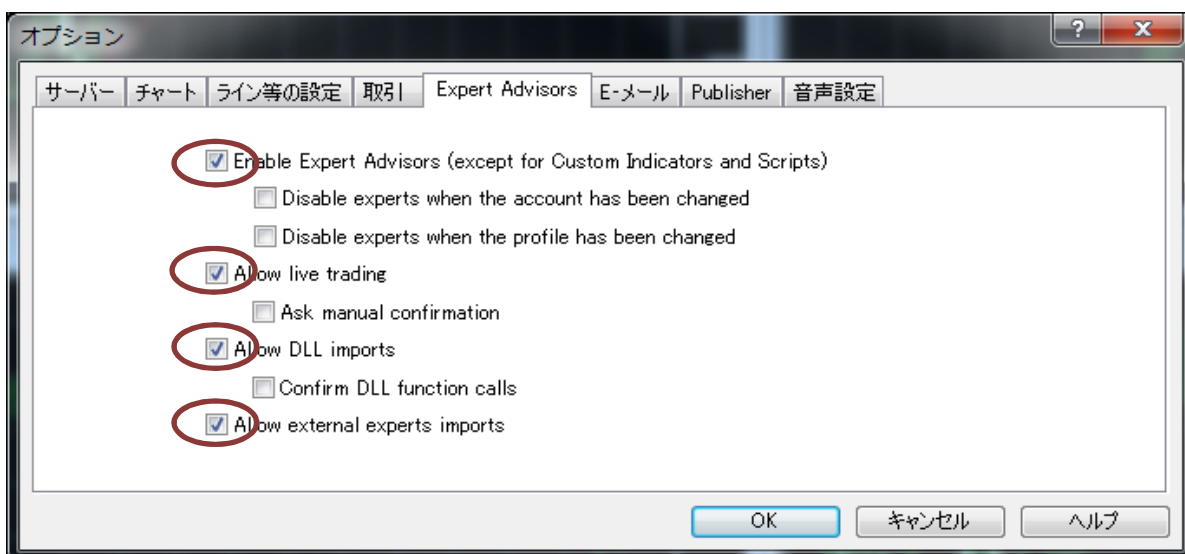 オプション
サーバー チャート ライン等の設定 取引 Expert Advisors E-メール Publisher 音声設定
Enable Expert Advisors (except for Custom Indicators and Scripts)
Disable experts when the account has been changed
Disable experts when the profile has been changed
Allow live trading
Ask manual confirmation
Allow DLL imports
Confirm DLL function calls
Allow external experts imports
OK キャンセル ヘルプ